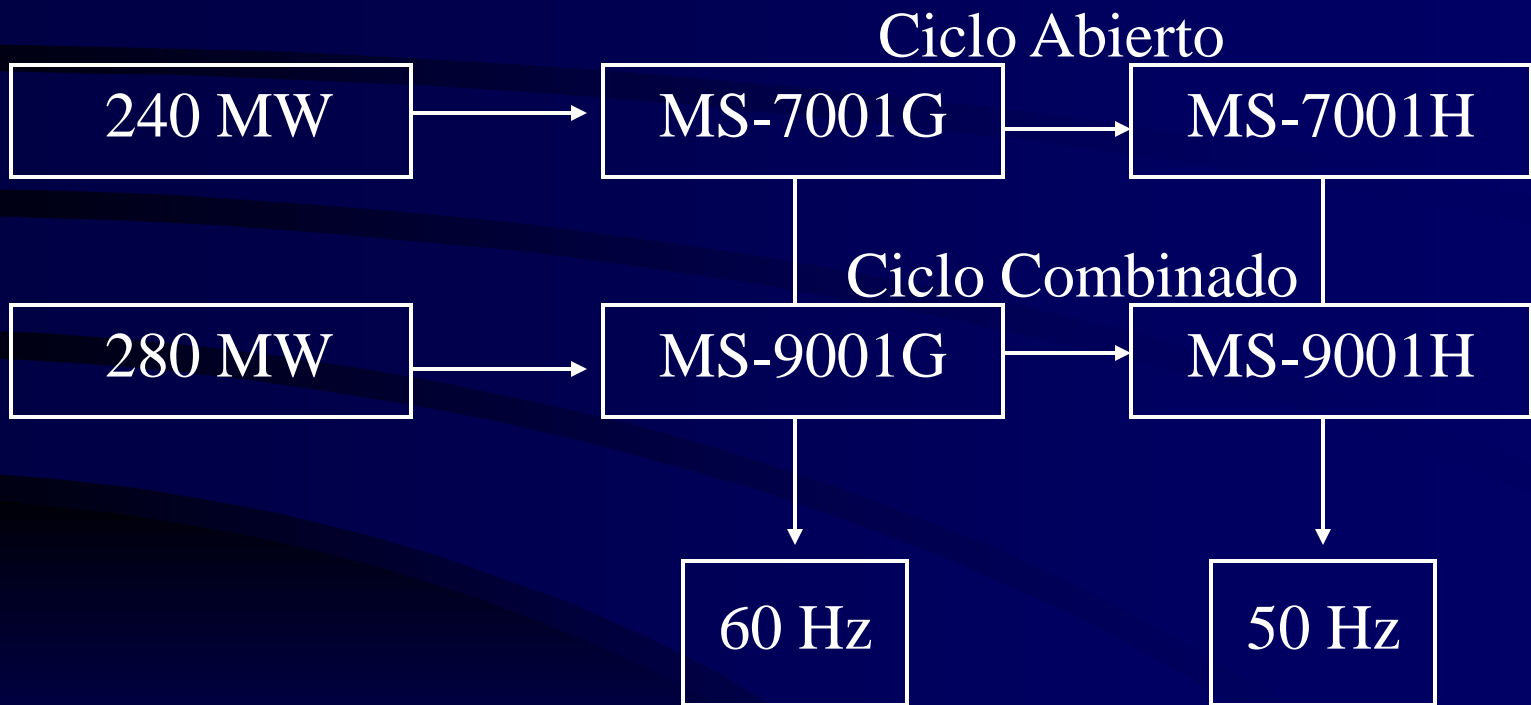 Ciclo Abierto
240 MW
MS-7001G
MS-7001H
Ciclo Combinado
280 MW
MS-9001G
MS-9001H
60 Hz
50 Hz